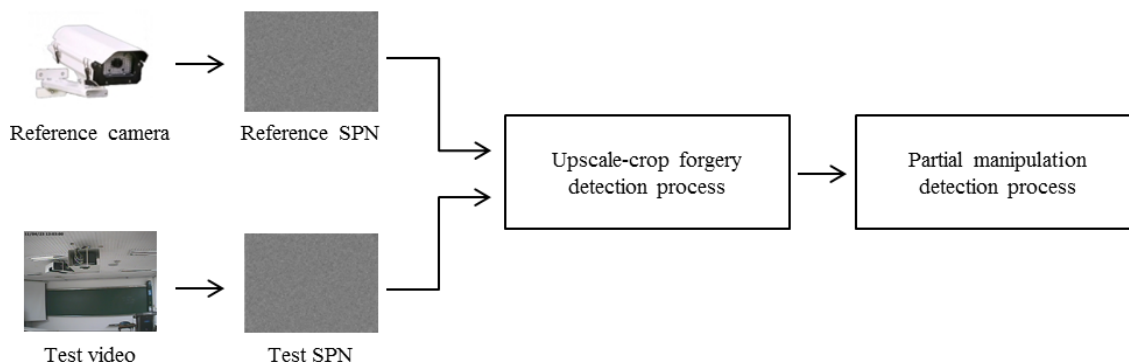 Reference camera
Reference SPN
Upscale-crop forgery
detection process
Partial manipulation
detection process
Test video
Test SPN